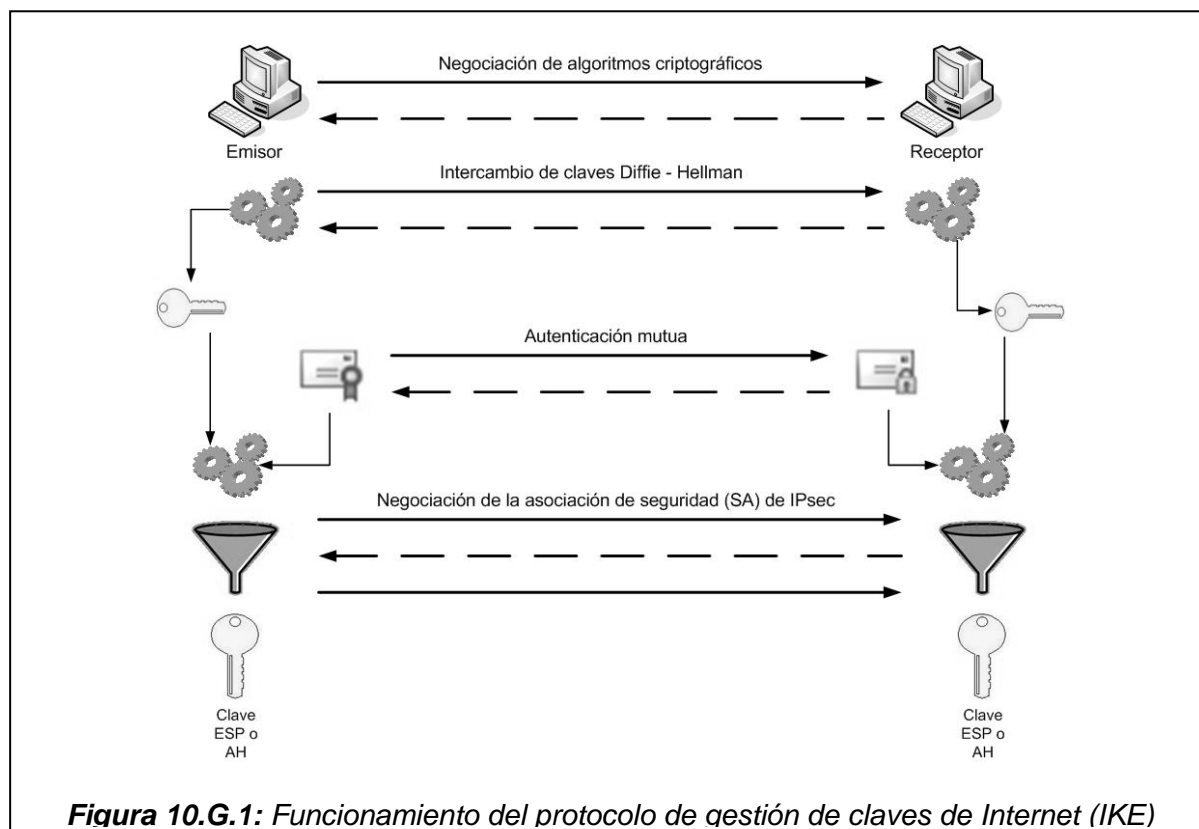 Negociación de algoritmos criptográficos
Emisor
Receptor
Intercambio de claves Diffie - Hellman
Autenticación mutua
Negociación de la asociación de seguridad (SA) de IPsec
Clave
ESP o
AH
Clave
ESP o
AH
Figura 10.G.1: Funcionamiento del protocolo de gestión de claves de Internet (IKE)